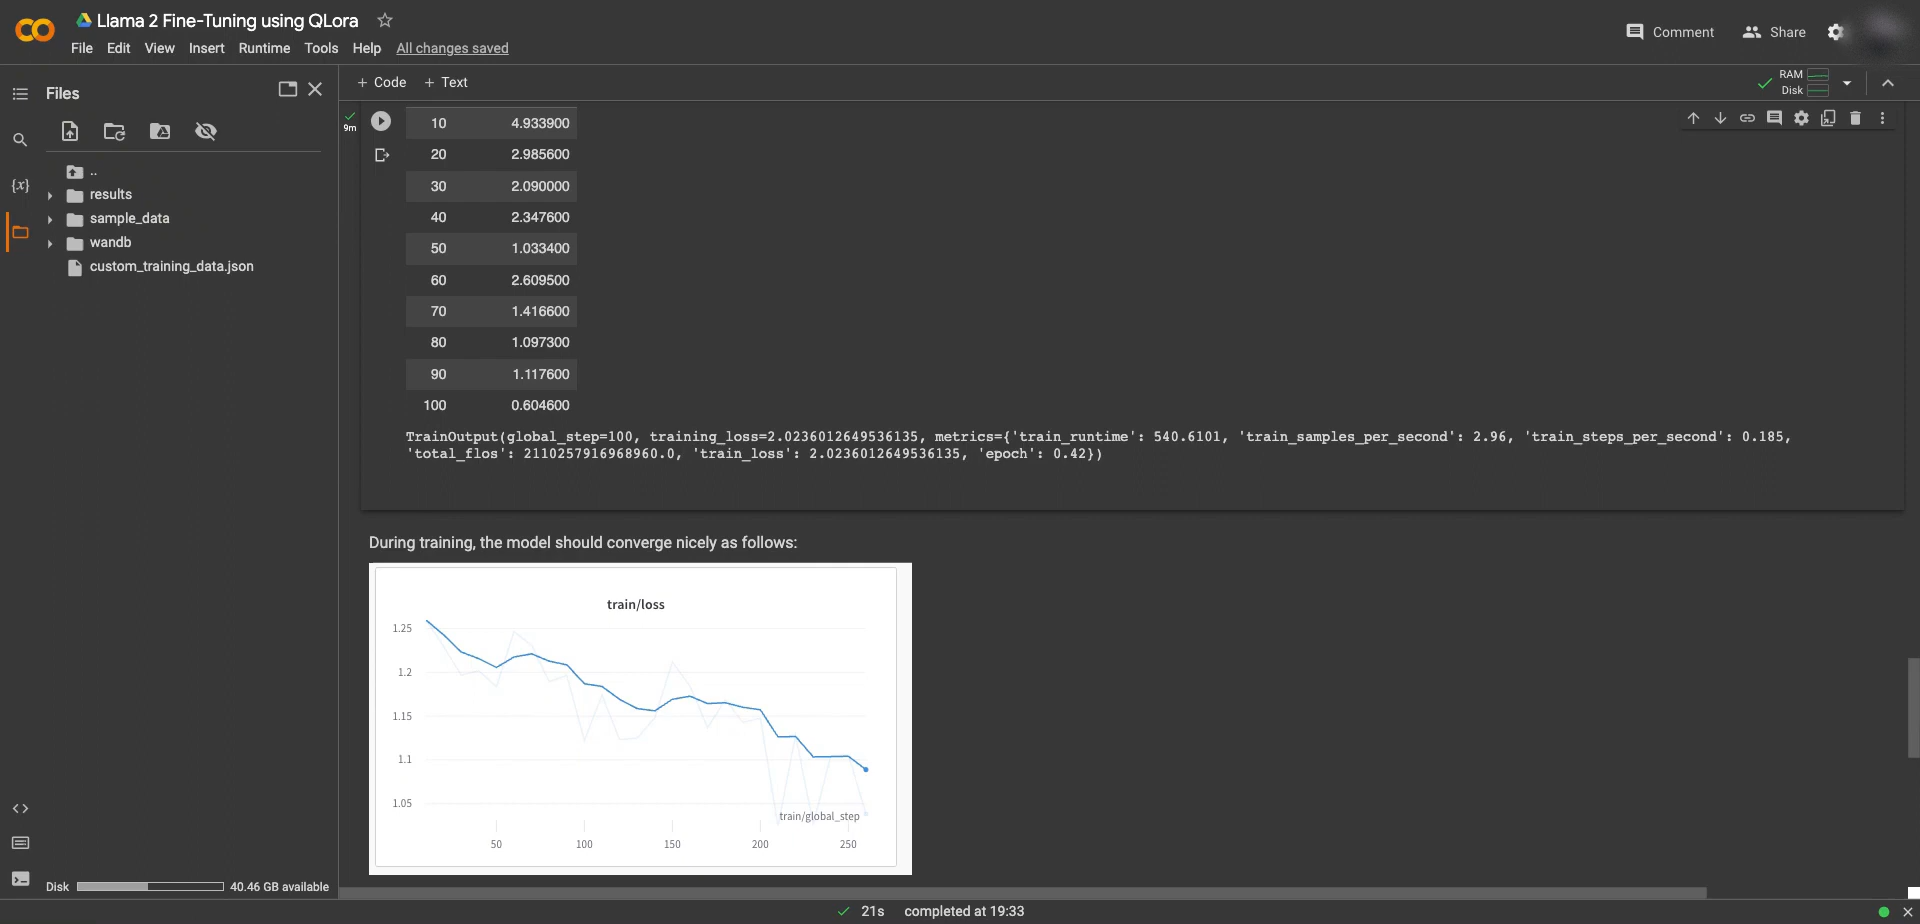 Llama 2 Fine-Tuning using QLora
File Edit View Insert Runtime Tools Help All changes saved
Comment Share
Files
+ Code + Text
RAM
Disk
9m
..
results
sample_data
wandb
custom_training_data.json
{x}
10 4.933900
20 2.985600
30 2.090000
40 2.347600
50 1.033400
60 2.609500
70 1.416600
80 1.097300
90 1.117600
100 0.604600
TrainOutput(global_step=100, training_loss=2.0236012649536135, metrics={'train_runtime': 540.6101, 'train_samples_per_second': 2.96, 'train_steps_per_second': 0.185,
'total_flos': 2110257916968960.0, 'train_loss': 2.0236012649536135, 'epoch': 0.42})
During training, the model should converge nicely as follows:
train/loss
1.25
1.2
1.15
1.1
1.05
train/global_step
50 100 150 200 250
Disk 40.46 GB available
21s completed at 19:33